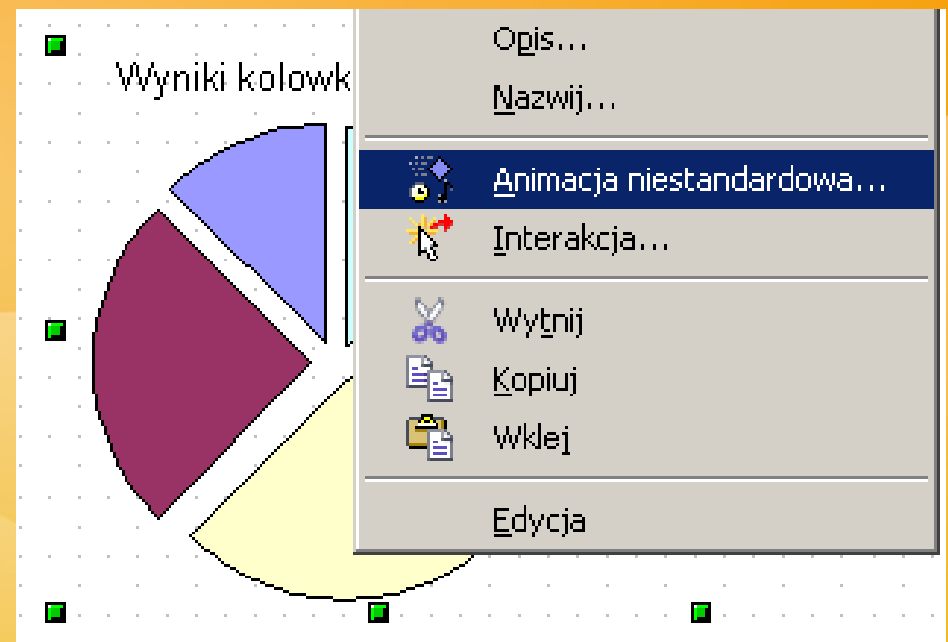 Opis...
Wyniki kolowk
Nazwij...
Animacja niestandardowa...
Interakcja...
Wytnij
Kopiuj
Wklej
Edycja